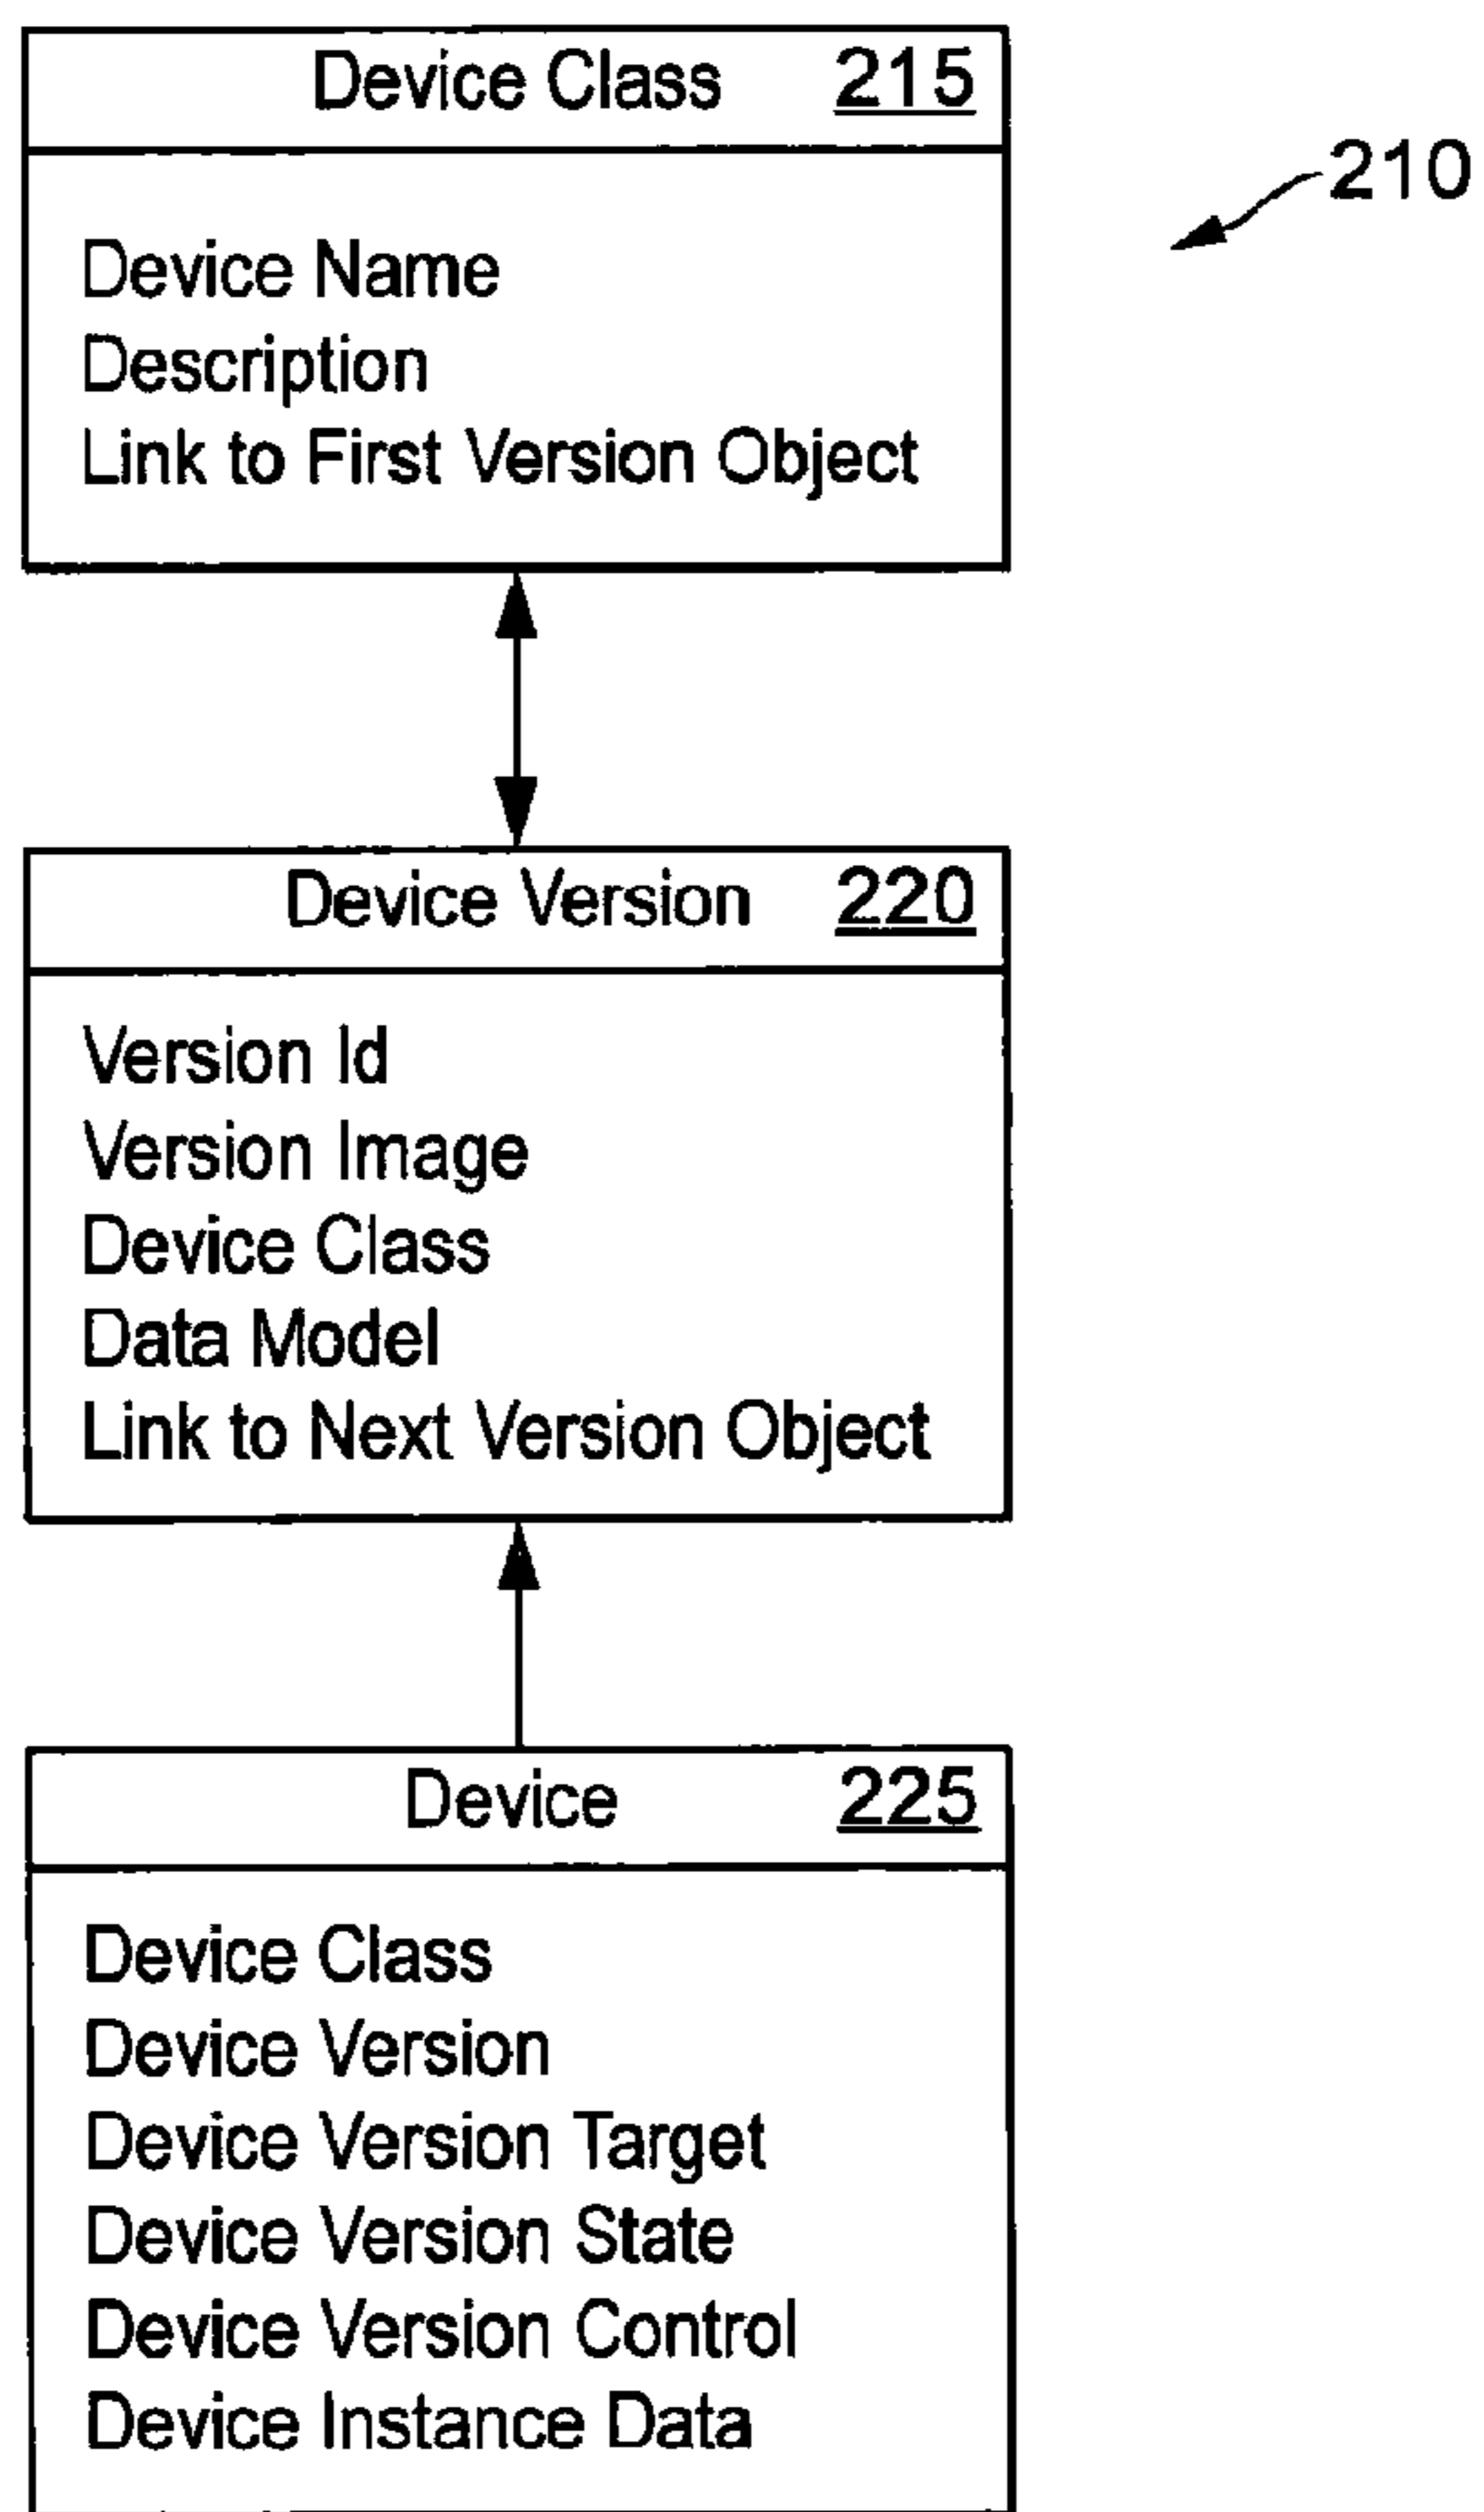 Device Class 215
210
Device Name
Description
Link to First Version Object
Device Version 220
Version Id
Version Image
Device Class
Data Model
Link to Next Version Object
Device 225
Device Class
Device Version
Device Version Target
Device Version State
Device Version Control
Device Instance Data